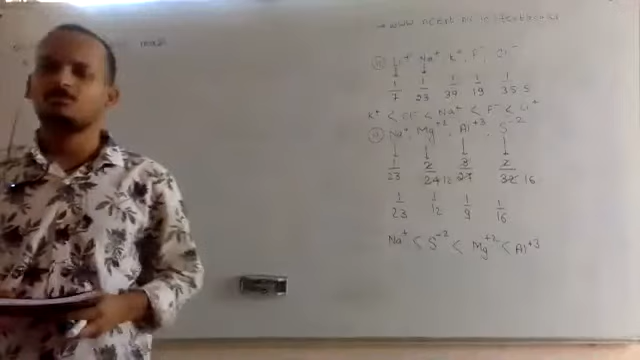 Li⁺ Na⁺, K⁺, F⁻, Cl⁻
1/7 1/23 1/39 1/19 1/35.5
K⁺ < Cl⁻ < Na⁺ < F⁻ < Li⁺
Na⁺, Mg⁺², Al⁺³, S⁻²
1/23 2/24 12 3/27 2/32 16
1/23 1/12 1/9 1/16
Na⁺ < S⁻² < Mg⁺² < Al⁺³